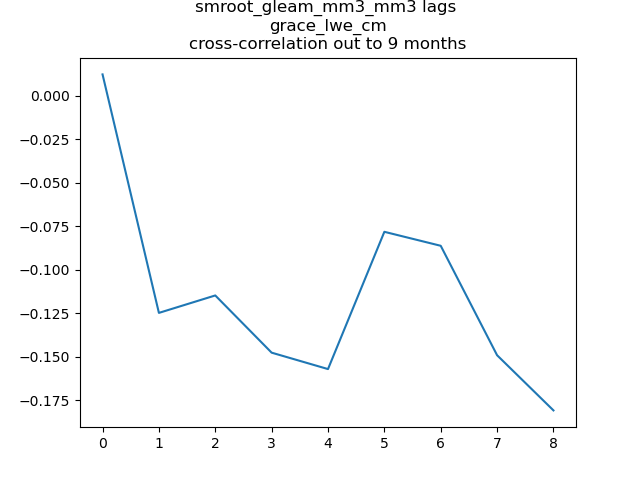 smroot_gleam_mm3_mm3 lags
grace_lwe_cm
cross-correlation out to 9 months
0.000
−0.025
−0.050
−0.075
−0.100
−0.125
−0.150
−0.175
0 1 2 3 4 5 6 7 8